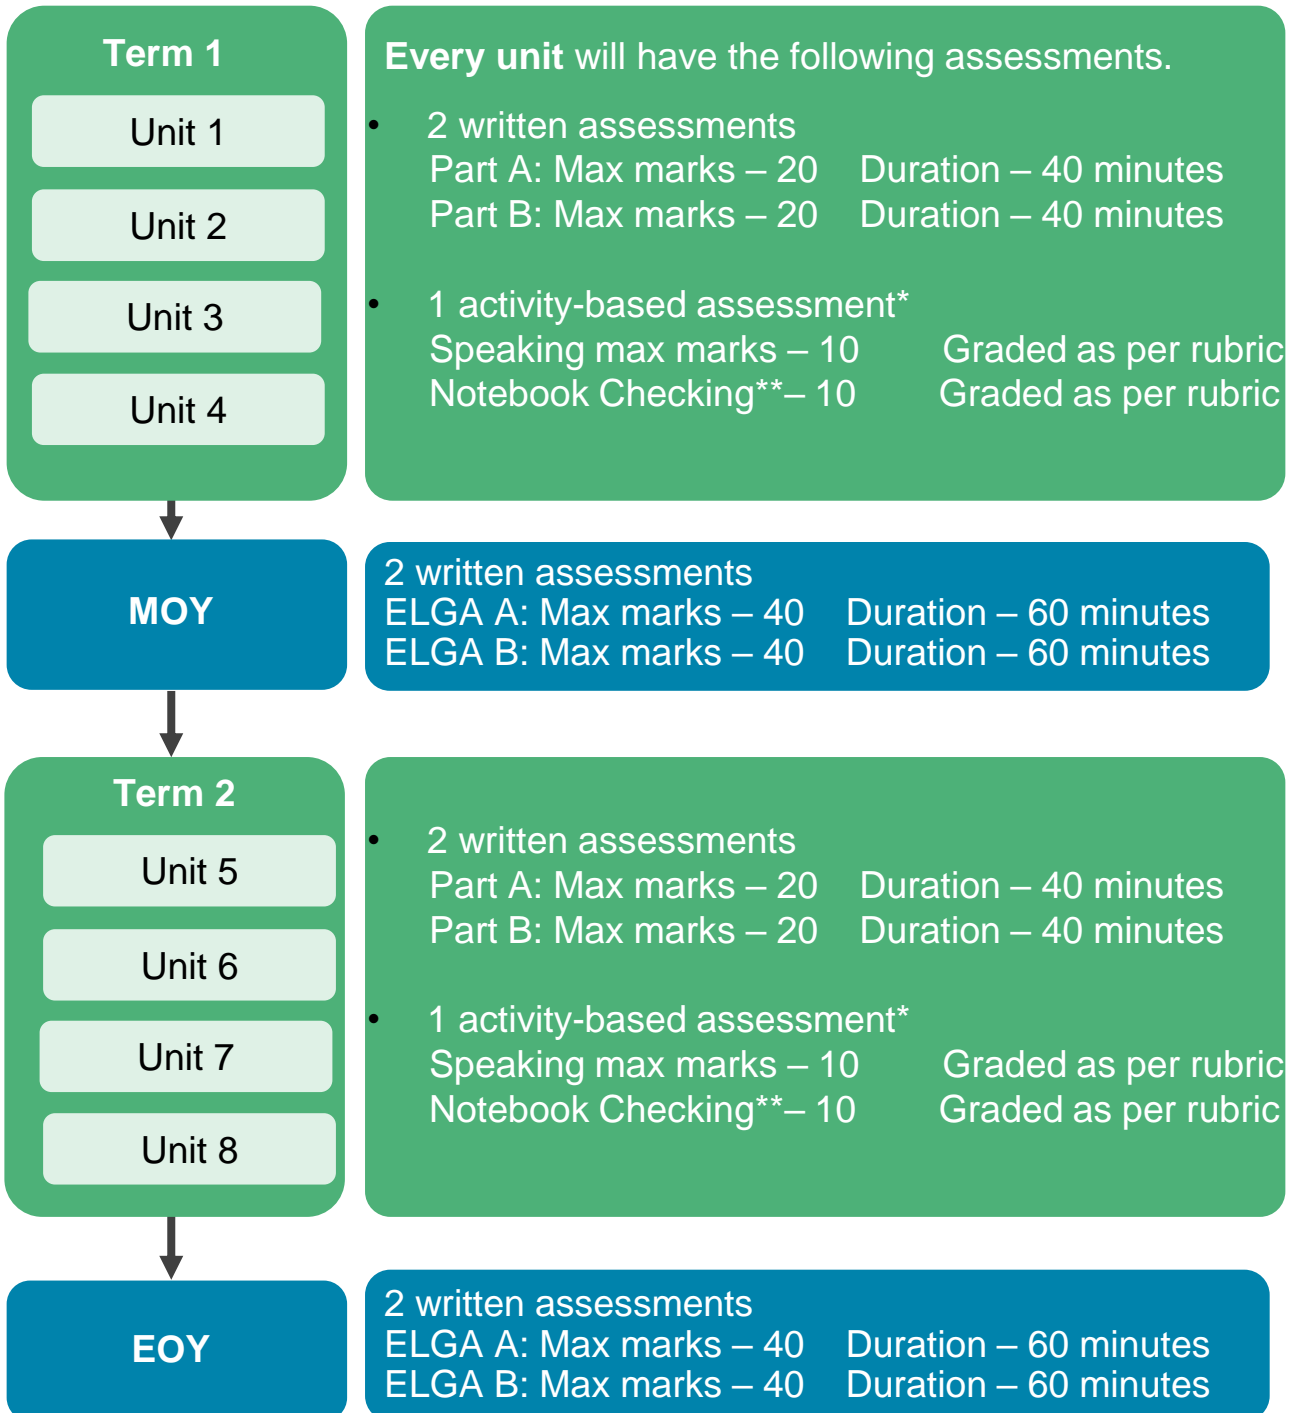 Term 1
Unit 1
Unit 2
Unit 3
Unit 4
Every unit will have the following assessments.
• 2 written assessments
Part A: Max marks – 20 Duration – 40 minutes
Part B: Max marks – 20 Duration – 40 minutes
• 1 activity-based assessment*
Speaking max marks – 10 Graded as per rubric
Notebook Checking**– 10 Graded as per rubric
MOY
2 written assessments
ELGA A: Max marks – 40 Duration – 60 minutes
ELGA B: Max marks – 40 Duration – 60 minutes
Term 2
Unit 5
Unit 6
Unit 7
Unit 8
• 2 written assessments
Part A: Max marks – 20 Duration – 40 minutes
Part B: Max marks – 20 Duration – 40 minutes
• 1 activity-based assessment*
Speaking max marks – 10 Graded as per rubric
Notebook Checking**– 10 Graded as per rubric
EOY
2 written assessments
ELGA A: Max marks – 40 Duration – 60 minutes
ELGA B: Max marks – 40 Duration – 60 minutes